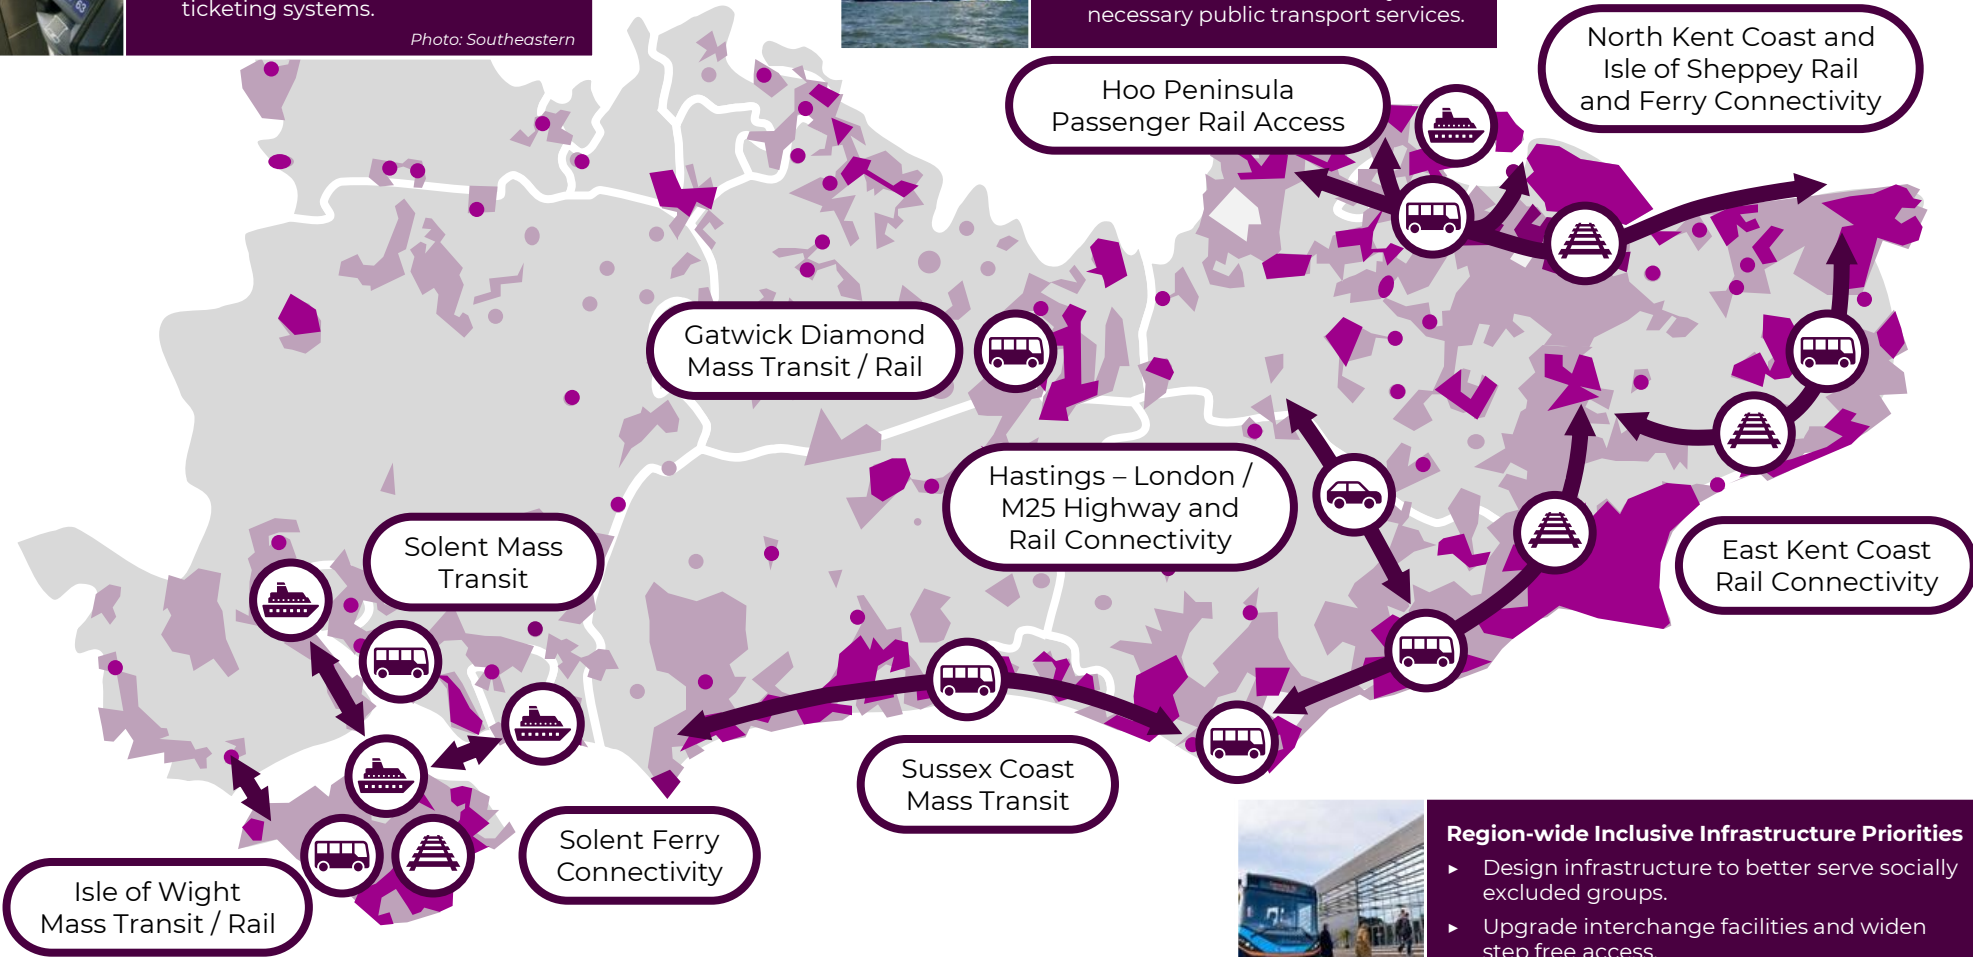 ticketing systems.
Photo: Southeastern
necessary public transport services.
North Kent Coast and
Isle of Sheppey Rail
and Ferry Connectivity
Hoo Peninsula
Passenger Rail Access
Gatwick Diamond
Mass Transit / Rail
Hastings – London /
M25 Highway and
Rail Connectivity
Solent Mass
Transit
East Kent Coast
Rail Connectivity
Sussex Coast
Mass Transit
Solent Ferry
Connectivity
Isle of Wight
Mass Transit / Rail
Region-wide Inclusive Infrastructure Priorities
▸ Design infrastructure to better serve socially
excluded groups.
▸ Upgrade interchange facilities and widen
step free access.